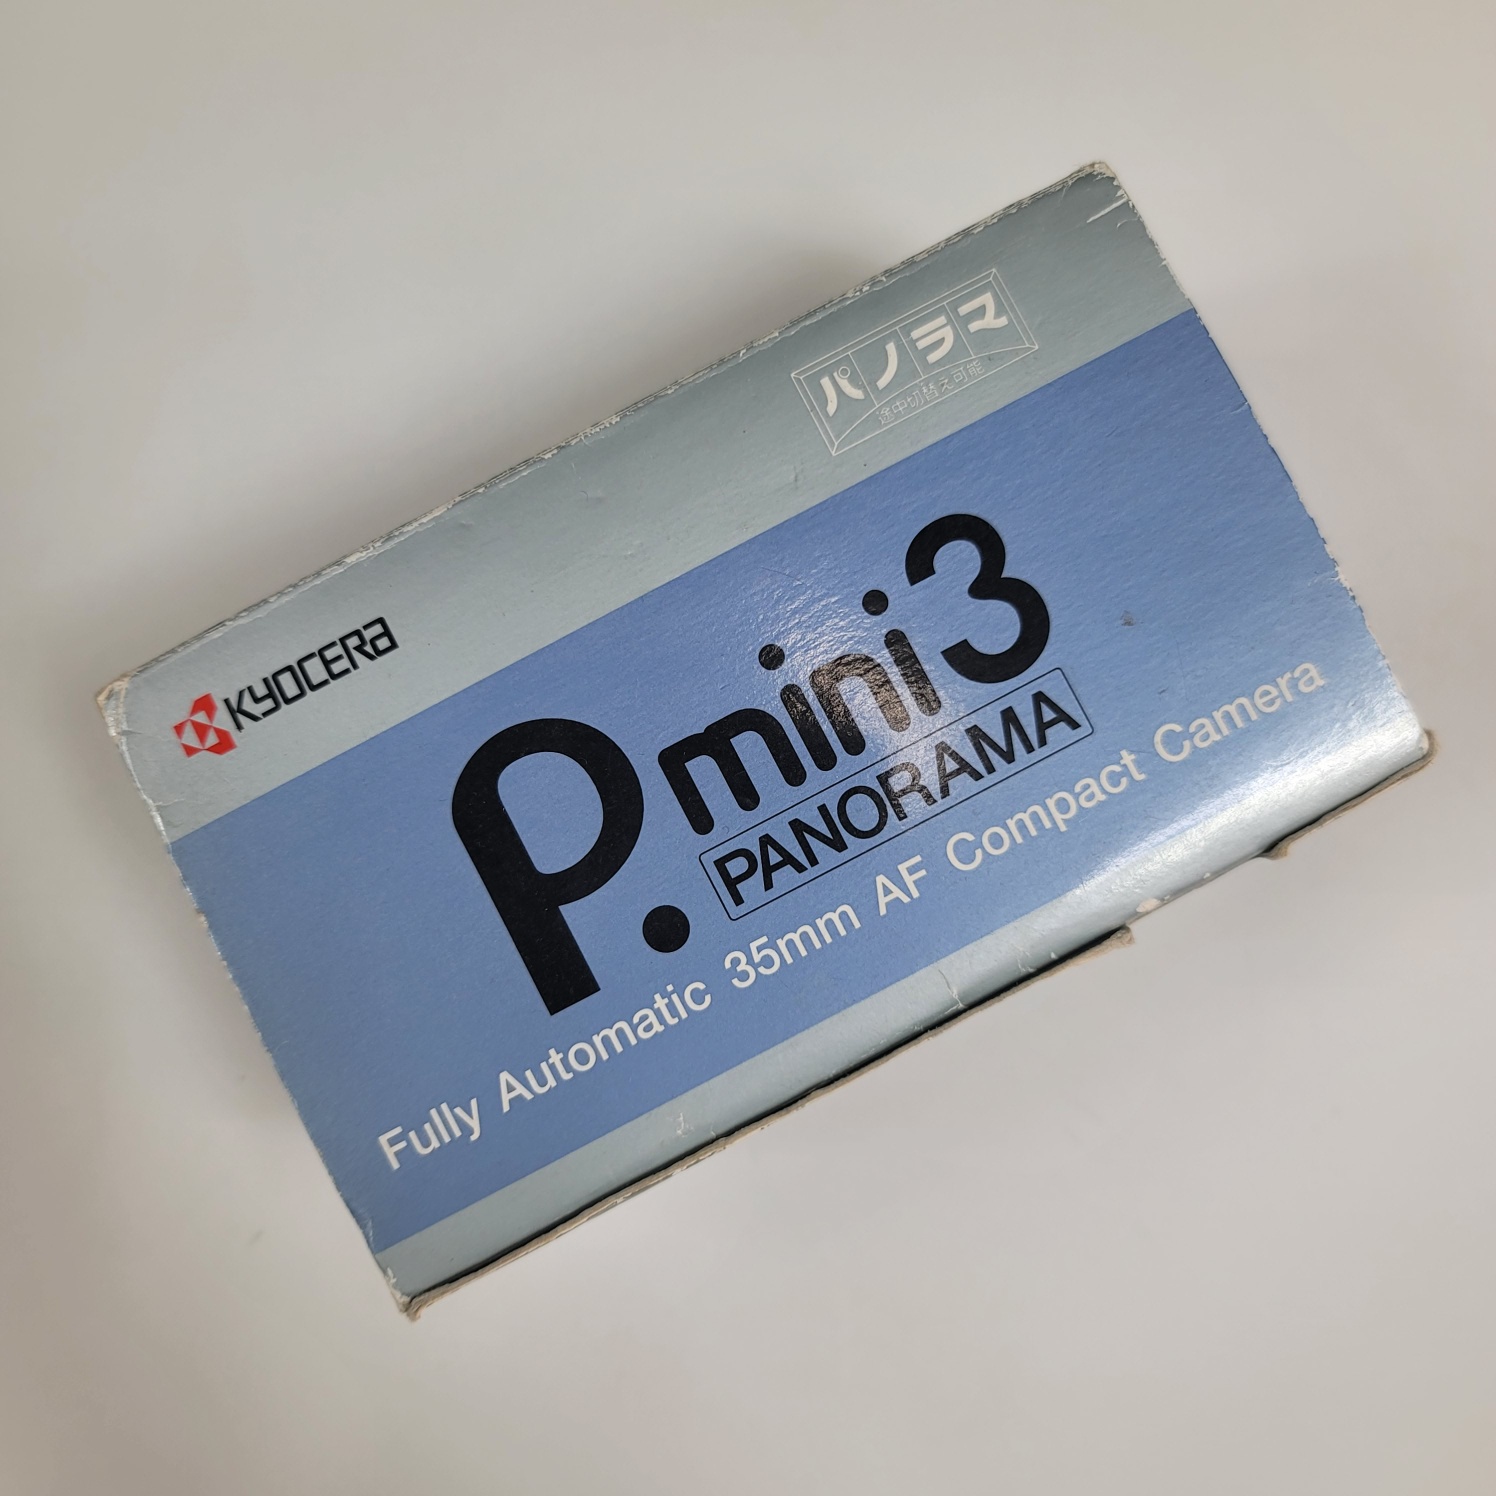 パノラマ
途中切替え可能
KYOCERA
P.mini3
PANORAMA
Fully Automatic 35mm AF Compact Camera